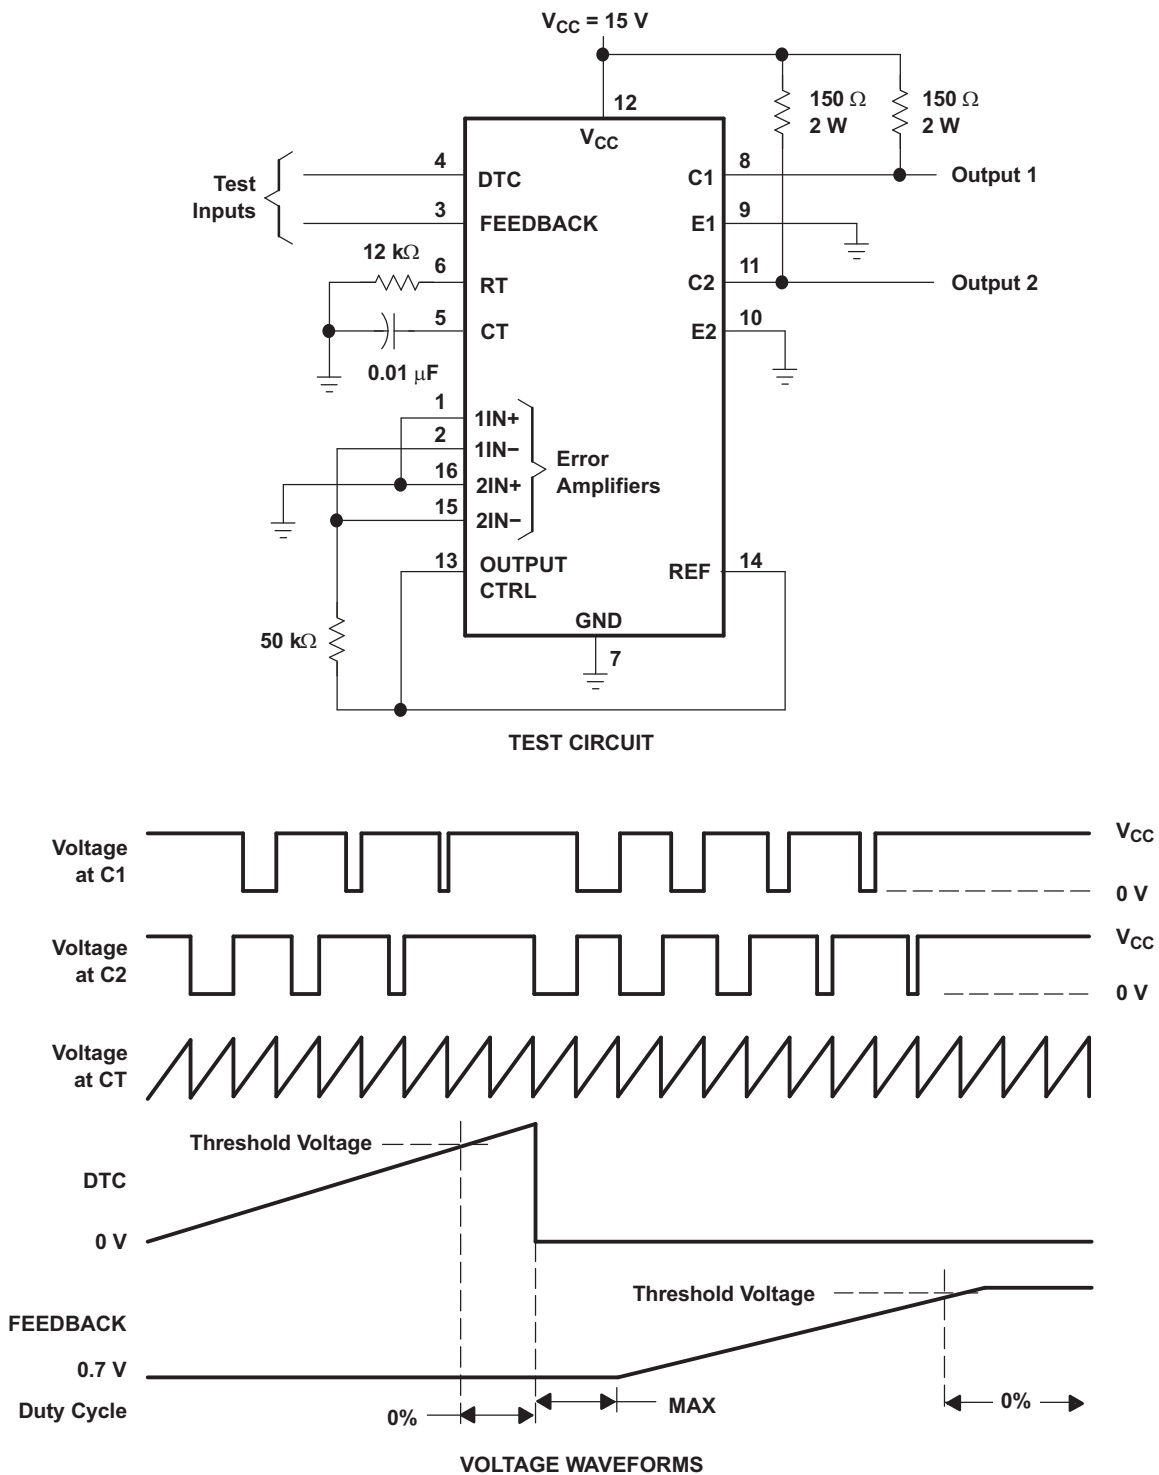 VCC = 15 V
12
150 Ω
2 W
150 Ω
2 W
VCC
4
DTC
C1
8
Output 1
Test
Inputs
3
FEEDBACK
E1
9
12 kΩ
6
RT
C2
11
Output 2
5
CT
E2
10
0.01 μF
1
1IN+
2
1IN−
16
2IN+
15
2IN−
Error
Amplifiers
13
OUTPUT
CTRL
REF
14
GND
7
50 kΩ
TEST CIRCUIT
Voltage
at C1
VCC
0 V
Voltage
at C2
VCC
0 V
Voltage
at CT
Threshold Voltage
DTC
0 V
Threshold Voltage
FEEDBACK
0.7 V
Duty Cycle
0%
MAX
0%
VOLTAGE WAVEFORMS